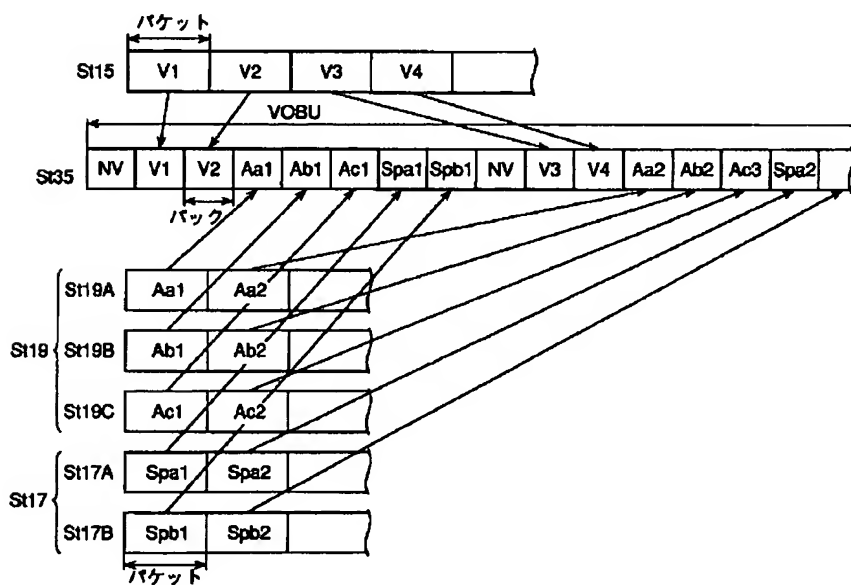 パケット
St15 V1 V2 V3 V4
VOBU
St35 NV V1 V2 Aa1 Ab1 Ac1 Spa1 Spb1 NV V3 V4 Aa2 Ab2 Ac3 Spa2
パック
St19A Aa1 Aa2
St19 St19B Ab1 Ab2
St19C Ac1 Ac2
St17A Spa1 Spa2
St17
St17B Spb1 Spb2
パケット